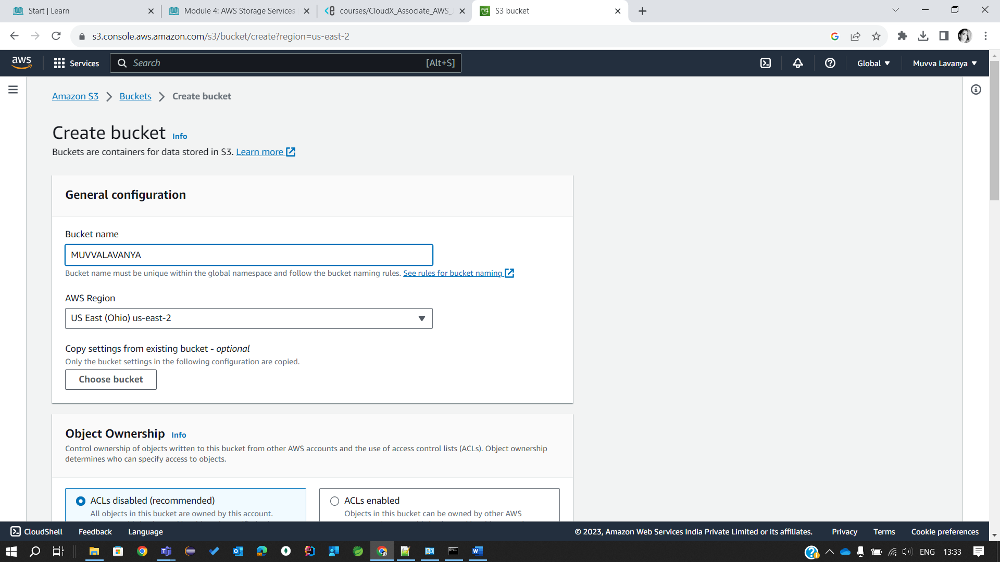 Start | Learn
Module 4: AWS Storage Services
courses/CloudX_Associate_AWS_
S3 bucket
s3.console.aws.amazon.com/s3/bucket/create?region=us-east-2
aws
Services
Search
[Alt+S]
Global
Muvva Lavanya
Amazon S3
Buckets
Create bucket
Create bucket Info
Buckets are containers for data stored in S3. Learn more
General configuration
Bucket name
MUVVALAVANYA
Bucket name must be unique within the global namespace and follow the bucket naming rules. See rules for bucket naming
AWS Region
US East (Ohio) us-east-2
Copy settings from existing bucket - optional
Only the bucket settings in the following configuration are copied.
Choose bucket
Object Ownership Info
Control ownership of objects written to this bucket from other AWS accounts and the use of access control lists (ACLs). Object ownership
determines who can specify access to objects.
ACLs disabled (recommended)
All objects in this bucket are owned by this account.
ACLs enabled
Objects in this bucket can be owned by other AWS
CloudShell
Feedback
Language
© 2023, Amazon Web Services India Private Limited or its affiliates.
Privacy
Terms
Cookie preferences
ENG
13:33